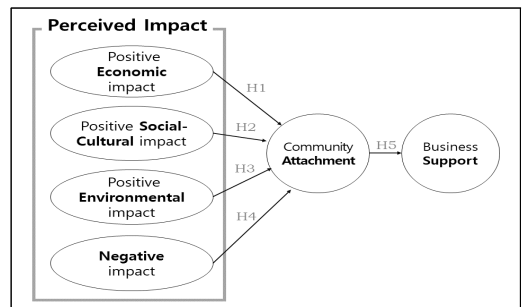 Perceived Impact
Positive
Economic
impact
H1
Positive Social-
Cultural impact
H2
Positive
Environmental
impact
H3
Negative
impact
H4
Community
Attachment
H5
Business
Support